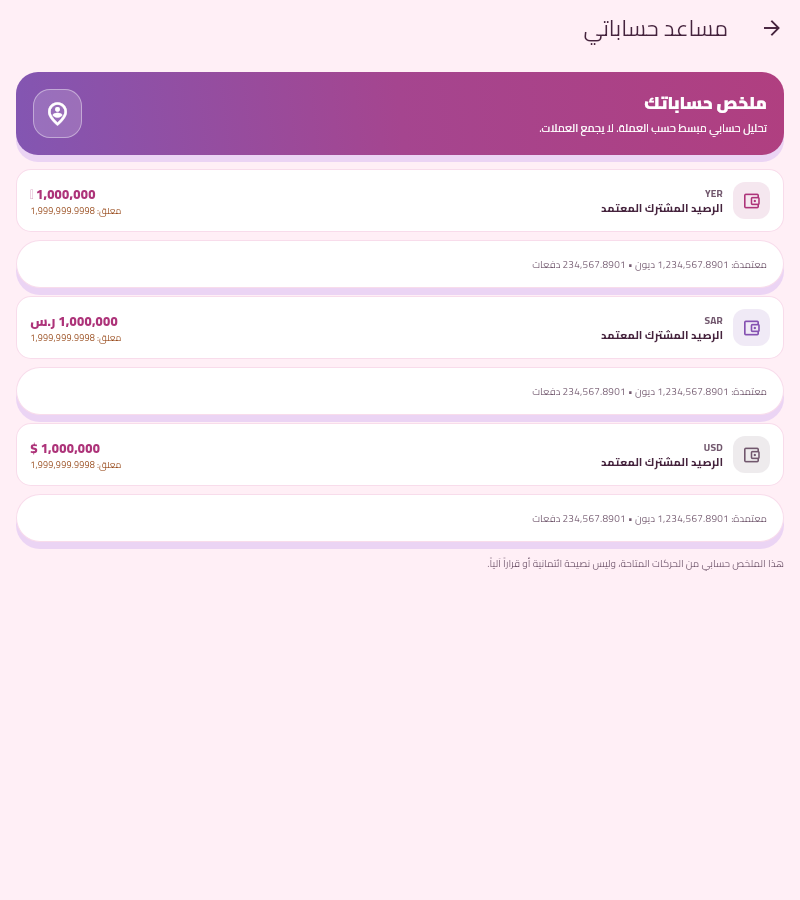 مساعد حساباتي
ملخص حساباتك
تحليل حسابي مبسط حسب العملة. لا يجمع العملات.
YER
الرصيد المشترك المعتمد
1,000,000
معلق: 1,999,999.9998
معتمدة: 1,234,567.8901 ديون • 234,567.8901 دفعات
SAR
الرصيد المشترك المعتمد
1,000,000 ر.س
معلق: 1,999,999.9998
معتمدة: 1,234,567.8901 ديون • 234,567.8901 دفعات
USD
الرصيد المشترك المعتمد
1,000,000 $
معلق: 1,999,999.9998
معتمدة: 1,234,567.8901 ديون • 234,567.8901 دفعات
هذا الملخص حسابي من الحركات المتاحة، وليس نصيحة ائتمانية أو قراراً آلياً.